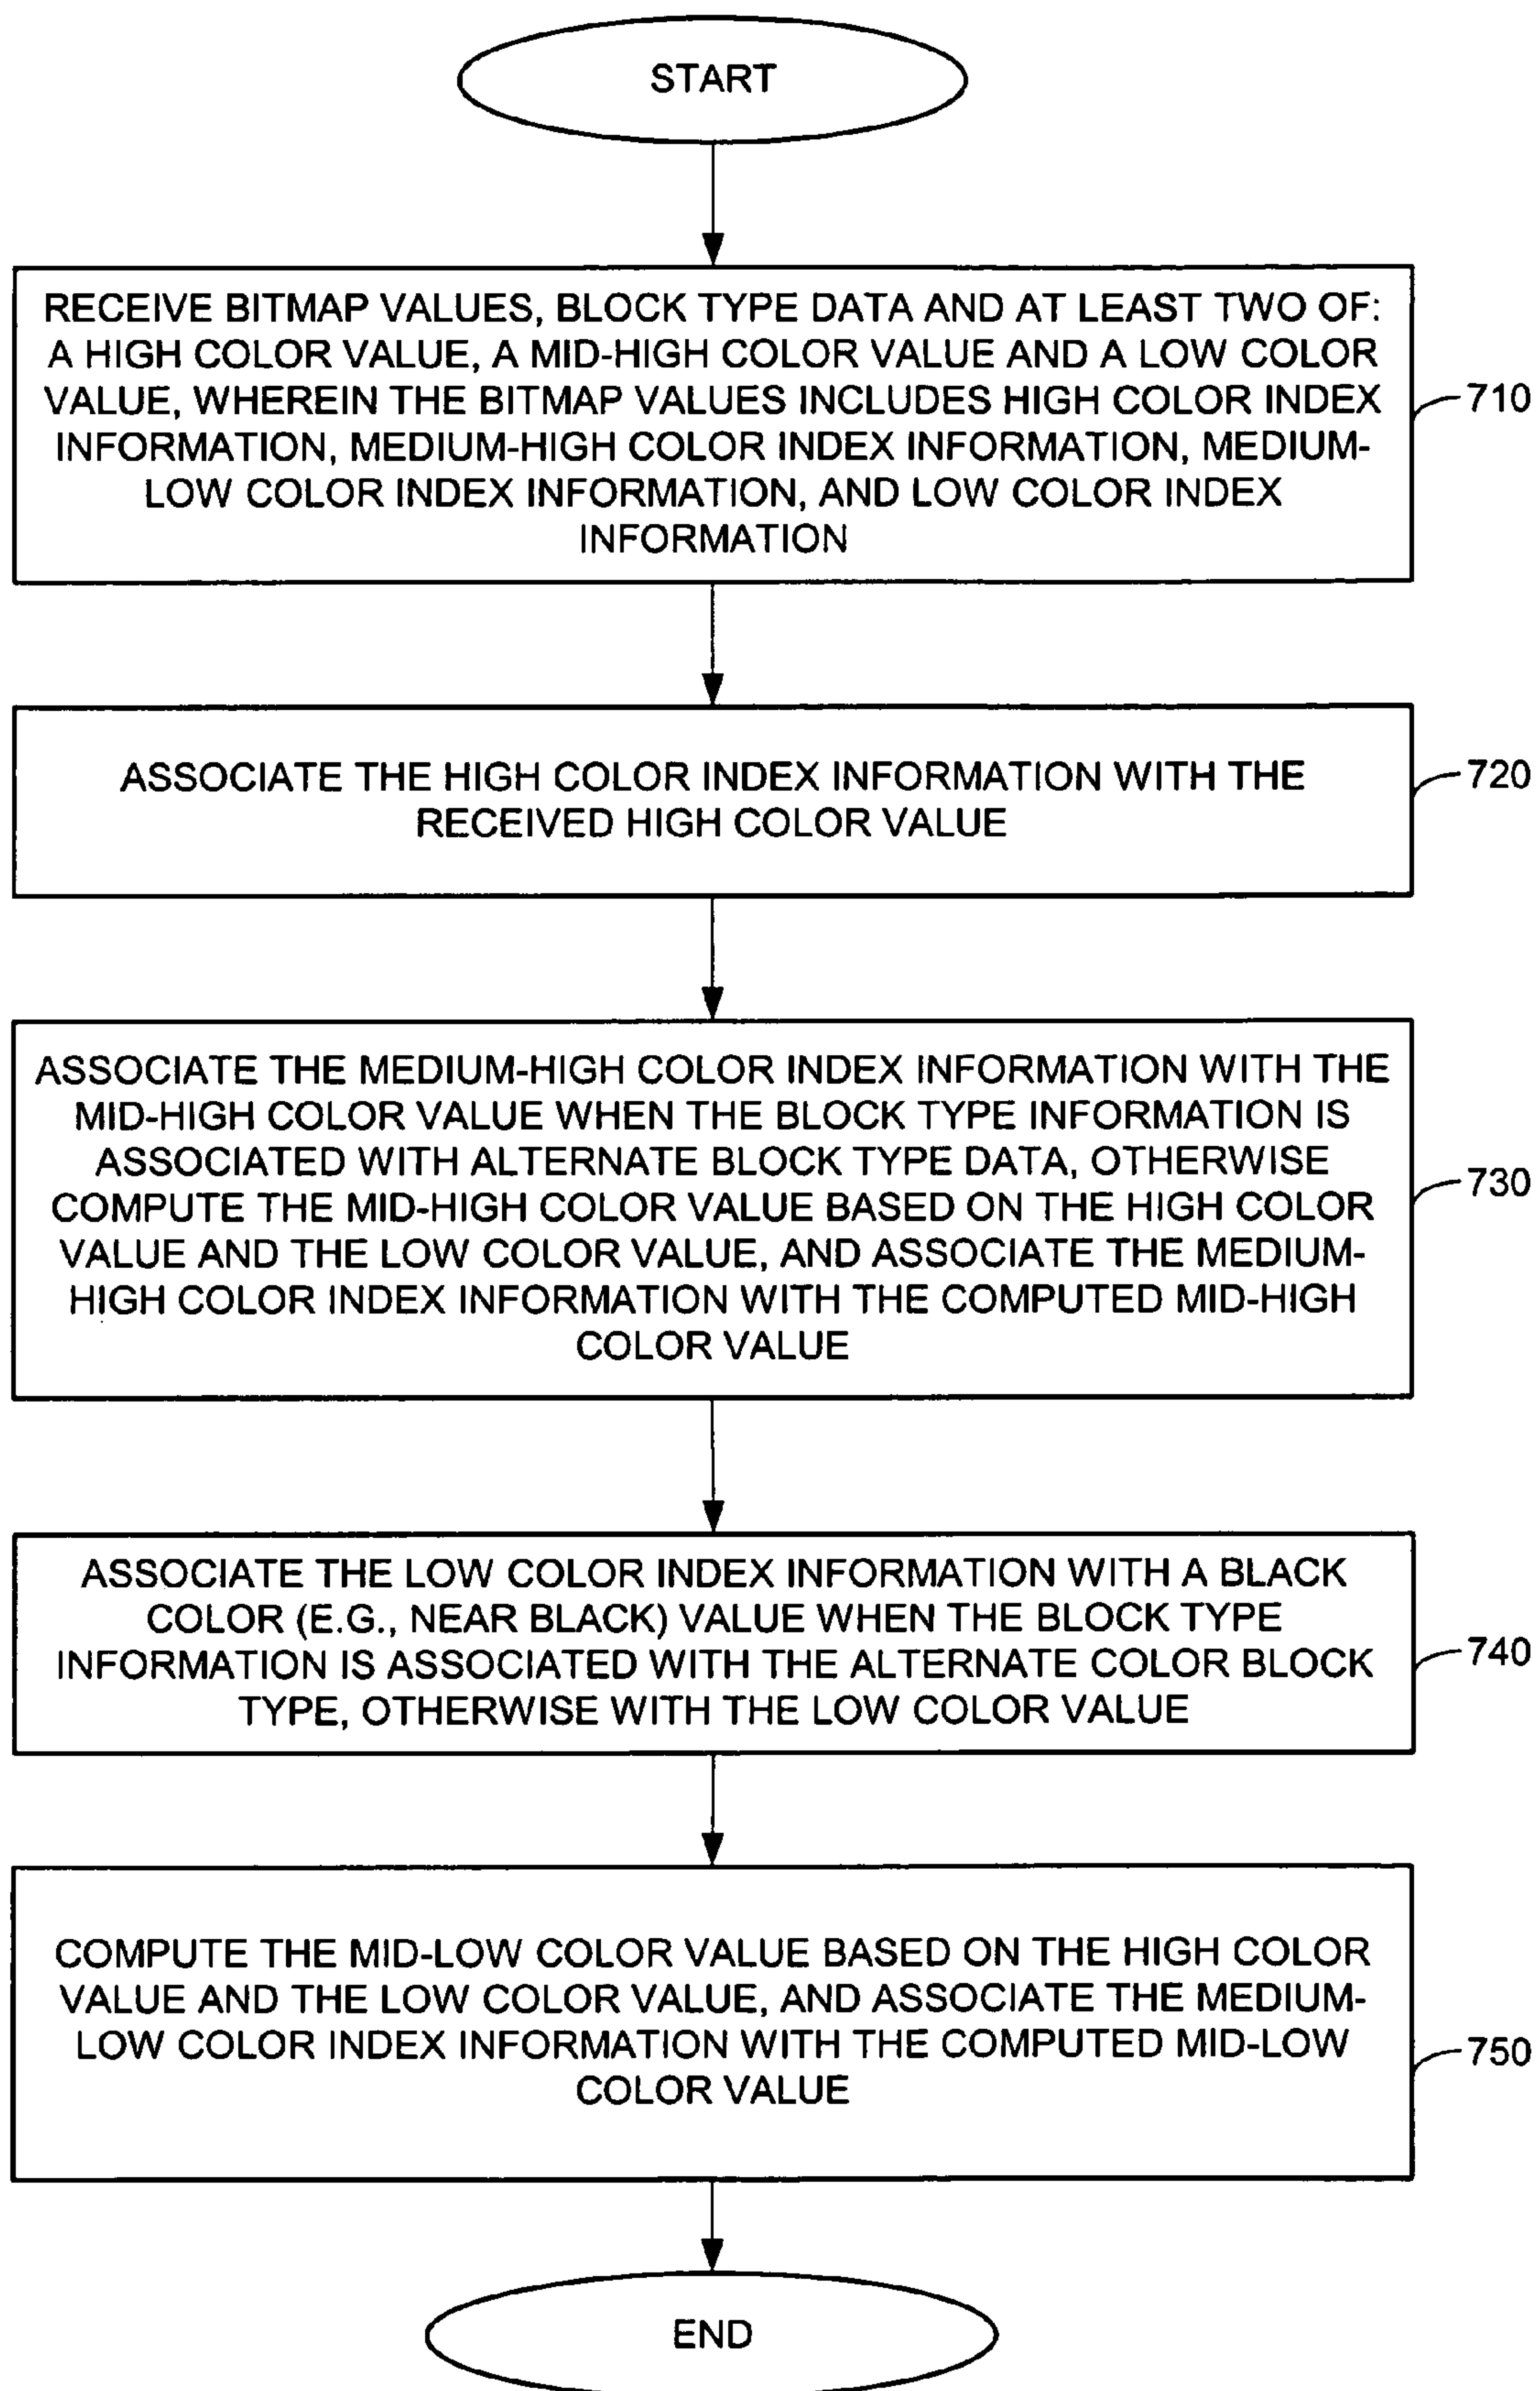 START
RECEIVE BITMAP VALUES, BLOCK TYPE DATA AND AT LEAST TWO OF:
A HIGH COLOR VALUE, A MID-HIGH COLOR VALUE AND A LOW COLOR
VALUE, WHEREIN THE BITMAP VALUES INCLUDES HIGH COLOR INDEX
INFORMATION, MEDIUM-HIGH COLOR INDEX INFORMATION, MEDIUM-
LOW COLOR INDEX INFORMATION, AND LOW COLOR INDEX
INFORMATION
710
ASSOCIATE THE HIGH COLOR INDEX INFORMATION WITH THE
RECEIVED HIGH COLOR VALUE
720
ASSOCIATE THE MEDIUM-HIGH COLOR INDEX INFORMATION WITH THE
MID-HIGH COLOR VALUE WHEN THE BLOCK TYPE INFORMATION IS
ASSOCIATED WITH ALTERNATE BLOCK TYPE DATA, OTHERWISE
COMPUTE THE MID-HIGH COLOR VALUE BASED ON THE HIGH COLOR
VALUE AND THE LOW COLOR VALUE, AND ASSOCIATE THE MEDIUM-
HIGH COLOR INDEX INFORMATION WITH THE COMPUTED MID-HIGH
COLOR VALUE
730
ASSOCIATE THE LOW COLOR INDEX INFORMATION WITH A BLACK
COLOR (E.G., NEAR BLACK) VALUE WHEN THE BLOCK TYPE
INFORMATION IS ASSOCIATED WITH THE ALTERNATE COLOR BLOCK
TYPE, OTHERWISE WITH THE LOW COLOR VALUE
740
COMPUTE THE MID-LOW COLOR VALUE BASED ON THE HIGH COLOR
VALUE AND THE LOW COLOR VALUE, AND ASSOCIATE THE MEDIUM-
LOW COLOR INDEX INFORMATION WITH THE COMPUTED MID-LOW
COLOR VALUE
750
END